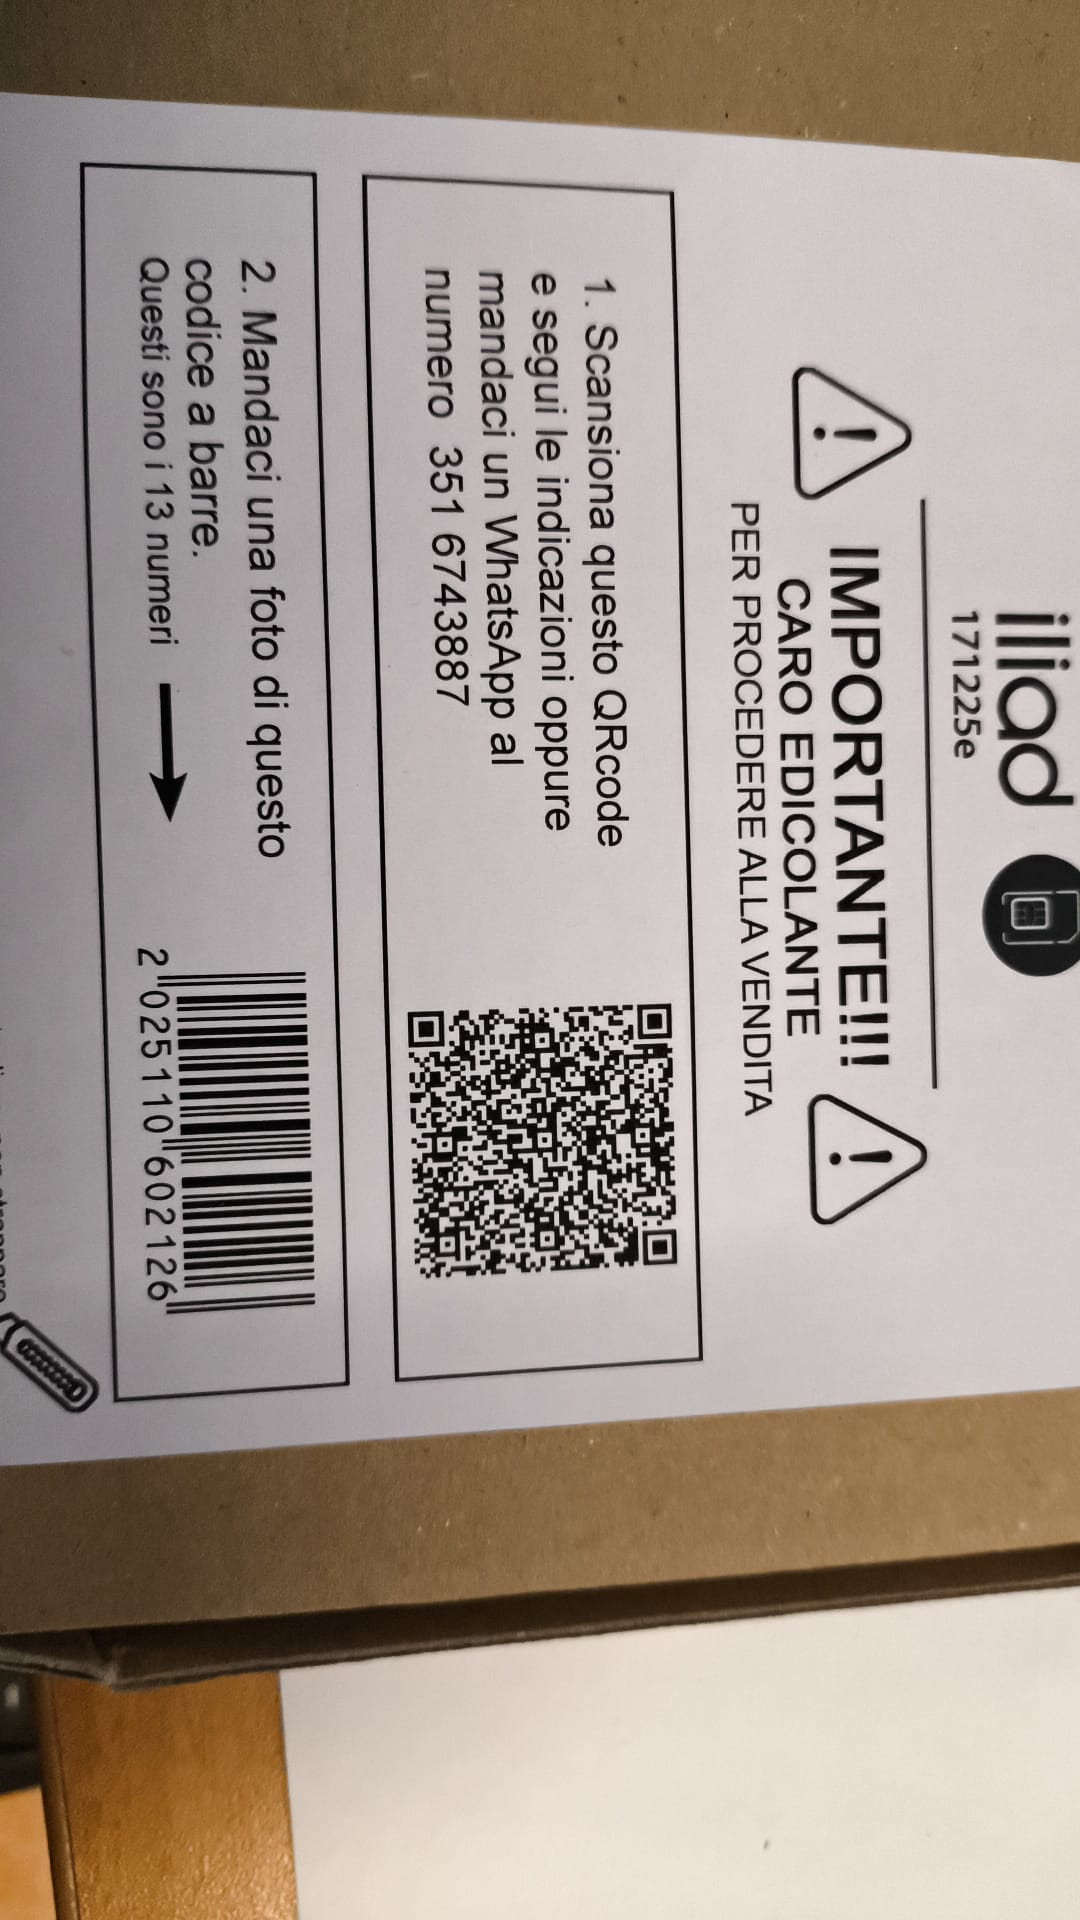 iliad
171225e
IMPORTANTE!!!
CARO EDICOLANTE
PER PROCEDERE ALLA VENDITA
1. Scansiona questo QRcode
e segui le indicazioni oppure
mandaci un WhatsApp al
numero 351 6743887
2. Mandaci una foto di questo
codice a barre.
Questi sono i 13 numeri
2 025110 602126